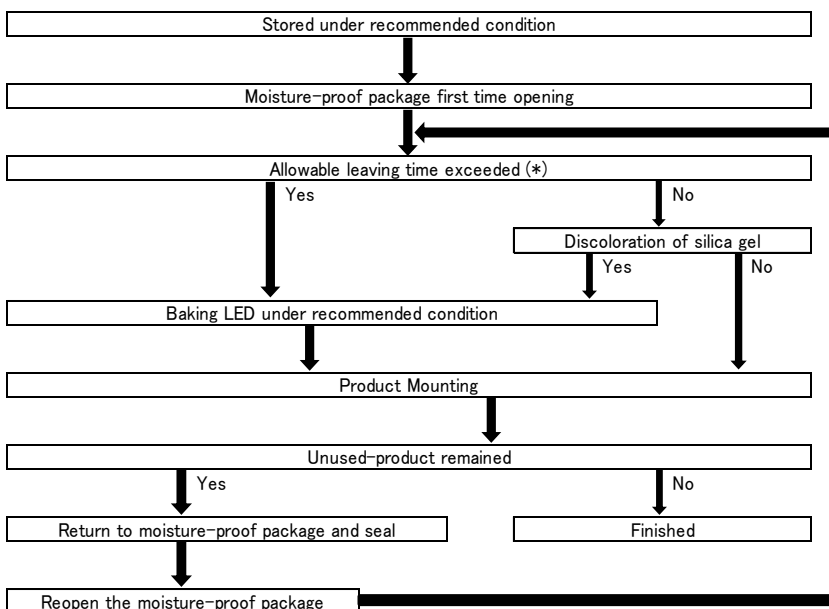 Stored under recommended condition
Moisture-proof package first time opening
Allowable leaving time exceeded (*)
Yes
No
Discoloration of silica gel
Yes
No
Baking LED under recommended condition
Product Mounting
Unused-product remained
Yes
No
Return to moisture-proof package and seal
Finished
Reopen the moisture-proof package